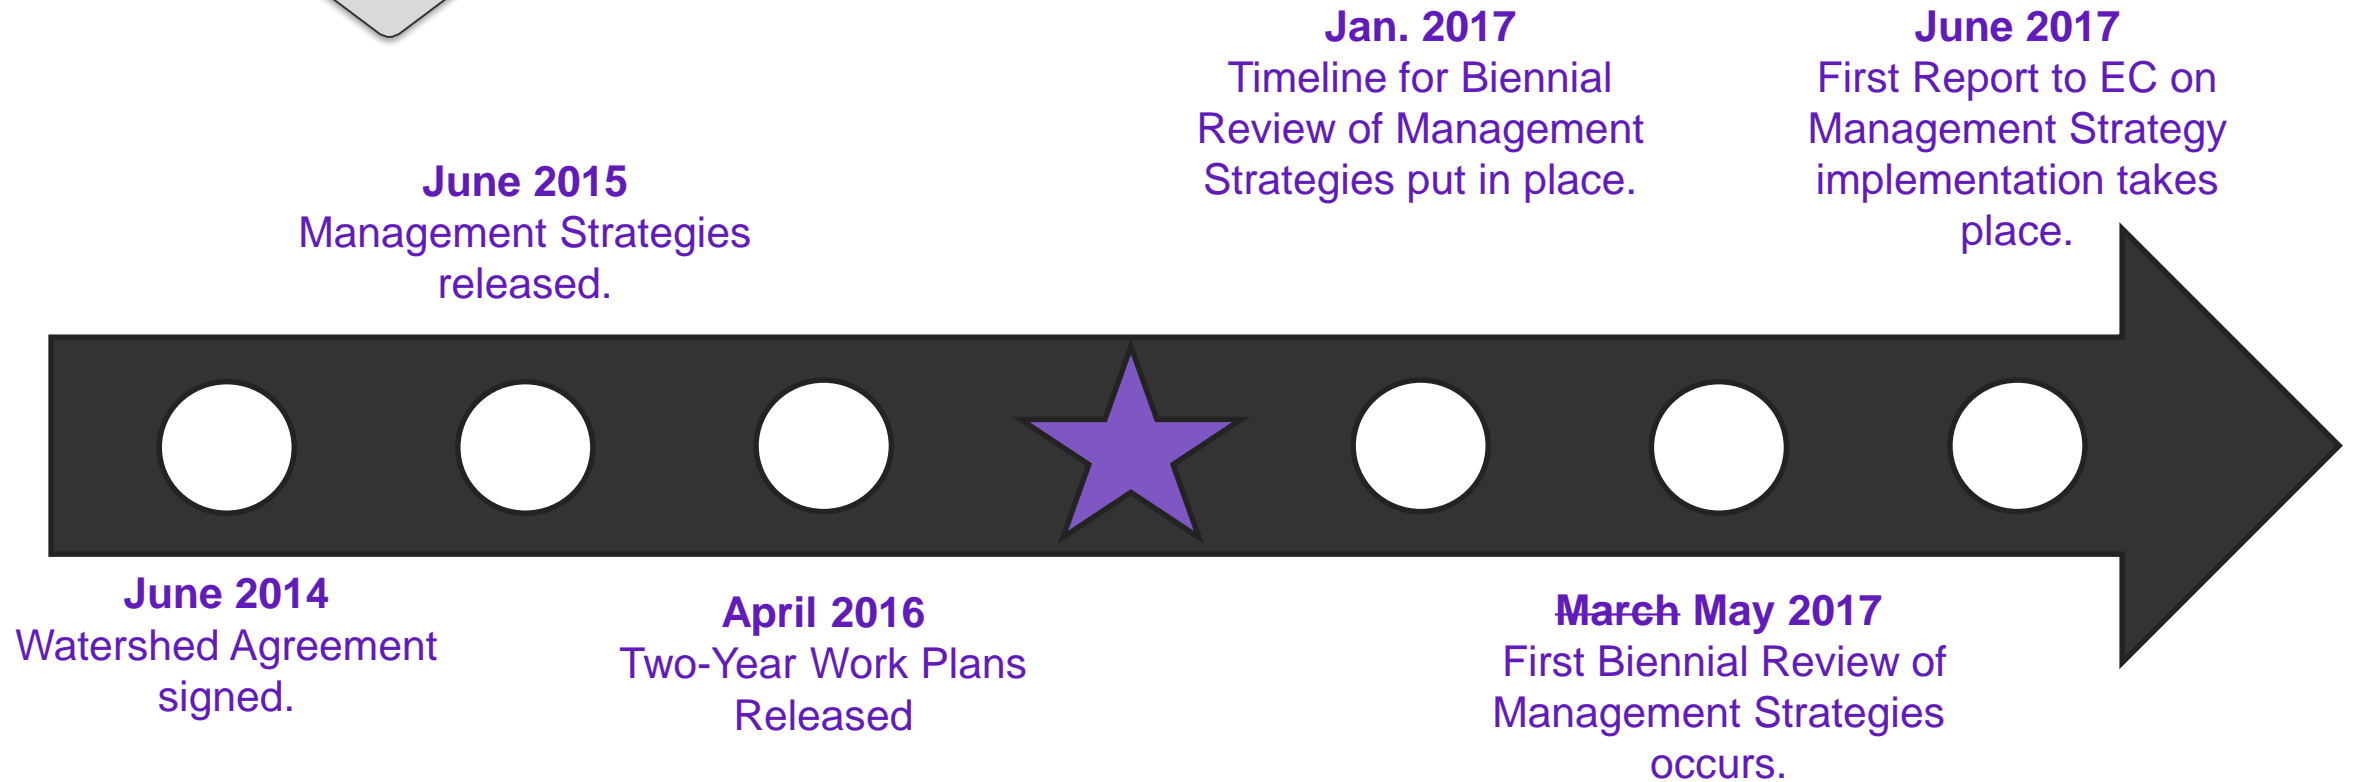 June 2014
Watershed Agreement
signed.
June 2015
Management Strategies
released.
April 2016
Two-Year Work Plans
Released
Jan. 2017
Timeline for Biennial
Review of Management
Strategies put in place.
March May 2017
First Biennial Review of
Management Strategies
occurs.
June 2017
First Report to EC on
Management Strategy
implementation takes
place.